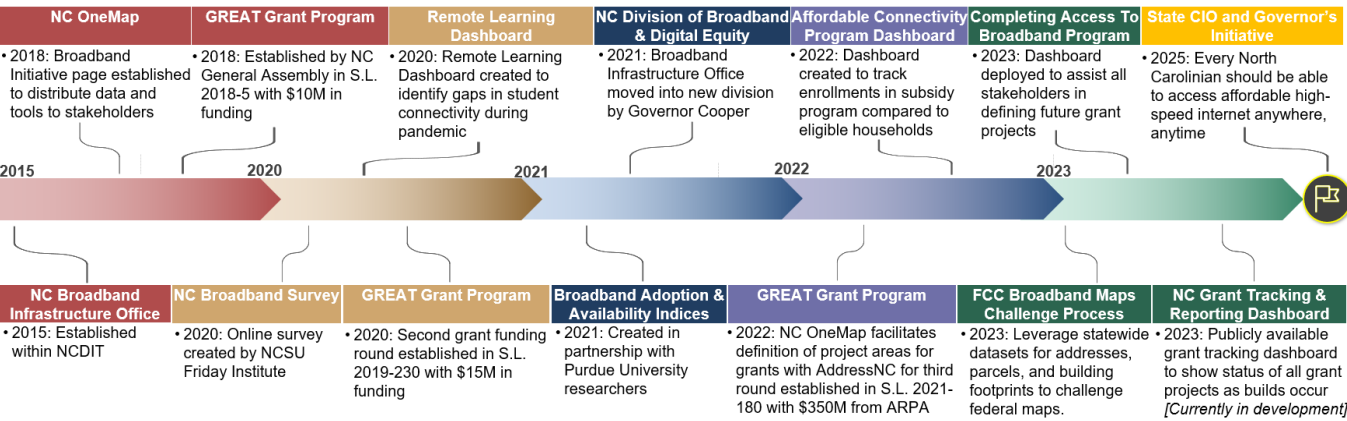 NC OneMap
• 2018: Broadband
Initiative page established
to distribute data and
tools to stakeholders
GREAT Grant Program
• 2018: Established by NC
General Assembly in S.L.
2018-5 with $10M in
funding
Remote Learning
Dashboard
• 2020: Remote Learning
Dashboard created to
identify gaps in student
connectivity during
pandemic
NC Division of Broadband
& Digital Equity
• 2021: Broadband
Infrastructure Office
moved into new division
by Governor Cooper
Affordable Connectivity
Program Dashboard
• 2022: Dashboard
created to track
enrollments in subsidy
program compared to
eligible households
Completing Access To
Broadband Program
• 2023: Dashboard
deployed to assist all
stakeholders in
defining future grant
projects
State CIO and Governor's
Initiative
• 2025: Every North
Carolinian should be able
to access affordable high-
speed internet anywhere,
anytime
2015
2020
2021
2022
2023
NC Broadband
Infrastructure Office
• 2015: Established
within NCDIT
NC Broadband Survey
• 2020: Online survey
created by NCSU
Friday Institute
GREAT Grant Program
• 2020: Second grant funding
round established in S.L.
2019-230 with $15M in
funding
Broadband Adoption &
Availability Indices
• 2021: Created in
partnership with
Purdue University
researchers
GREAT Grant Program
• 2022: NC OneMap facilitates
definition of project areas for
grants with AddressNC for third
round established in S.L. 2021-
180 with $350M from ARPA
FCC Broadband Maps
Challenge Process
• 2023: Leverage statewide
datasets for addresses,
parcels, and building
footprints to challenge
federal maps.
NC Grant Tracking &
Reporting Dashboard
• 2023: Publicly available
grant tracking dashboard
to show status of all grant
projects as builds occur
[Currently in development]